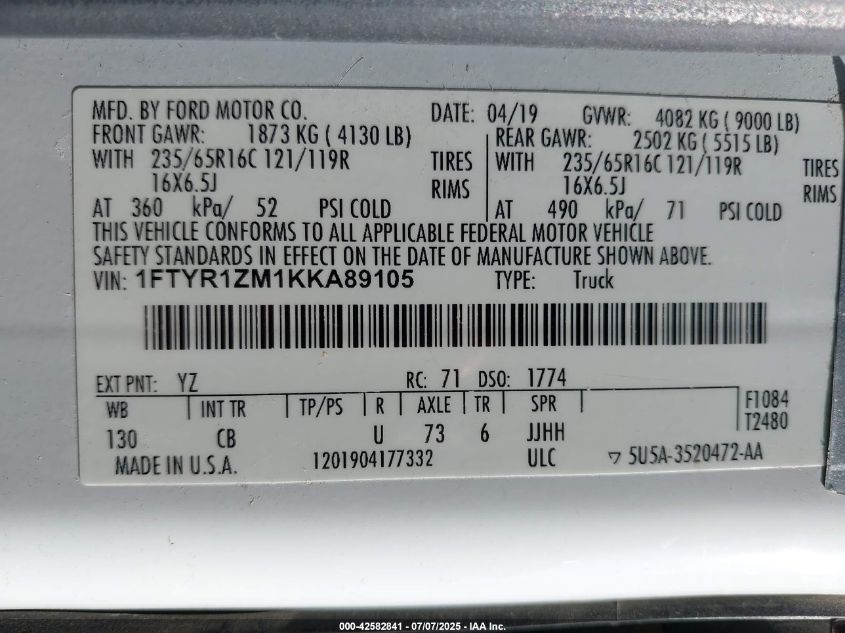 MFD. BY FORD MOTOR CO. DATE: 04/19 GVWR: 4082 KG ( 9000 LB)
FRONT GAWR: 1873 KG ( 4130 LB) REAR GAWR: 2502 KG ( 5515 LB)
WITH 235/65R16C 121/119R TIRES WITH 235/65R16C 121/119R TIRES
16X6.5J RIMS 16X6.5J RIMS
AT 360 kPa/ 52 PSI COLD AT 490 kPa/ 71 PSI COLD
THIS VEHICLE CONFORMS TO ALL APPLICABLE FEDERAL MOTOR VEHICLE
SAFETY STANDARDS IN EFFECT ON THE DATE OF MANUFACTURE SHOWN ABOVE.
VIN: 1FTYR1ZM1KKA89105 TYPE: Truck
EXT PNT: YZ RC: 71 DSO: 1774
WB INT TR TP/PS R AXLE TR SPR F1084
T2480
130 CB U 73 6 JJHH
MADE IN U.S.A. 1201904177332 ULC 5U5A-3520472-AA
000-42582841 - 07/07/2025 - IAA Inc.